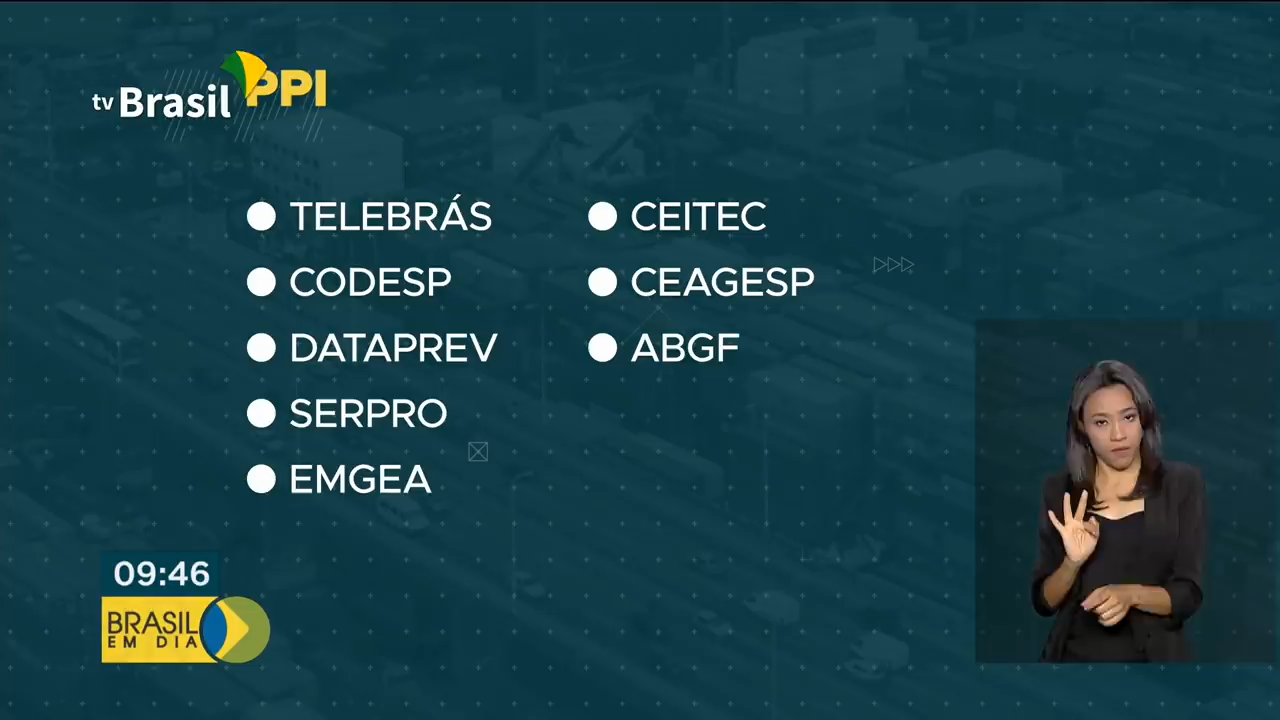 tv Brasil
PPI
TELEBRÁS
CODESP
DATAPREV
SERPRO
EMGEA
CEITEC
CEAGESP
ABGF
09:46
BRASIL
EM DIA